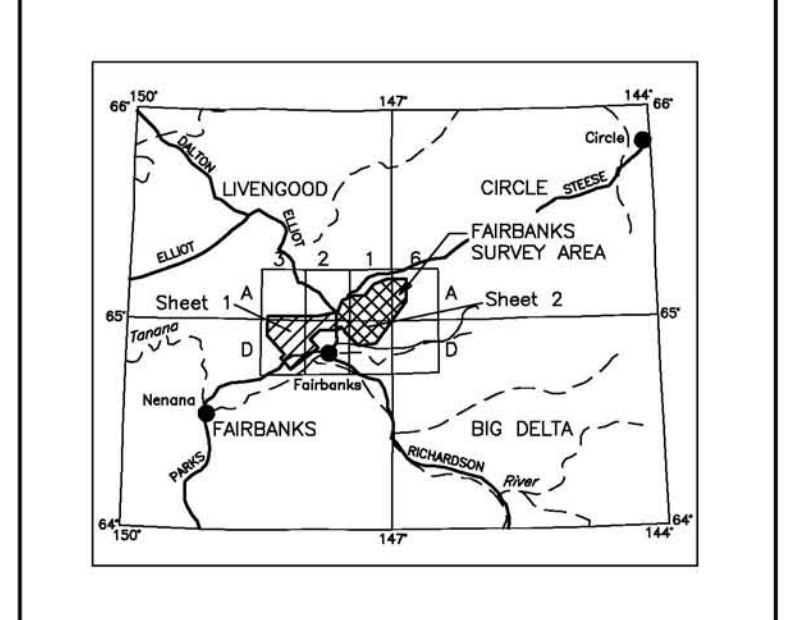 150° 147° 144°
66° 66°
Circle
DALTON
LIVENGOOD CIRCLE STEESE
ELLIOT
FAIRBANKS
SURVEY AREA
ELLIOT
3 2 1 6
A A
Sheet 1 Sheet 2
65° 65°
Tanana
D D
Fairbanks
Nenana
FAIRBANKS BIG DELTA
RICHARDSON
PARKS
River
64° 64°
150° 147° 144°